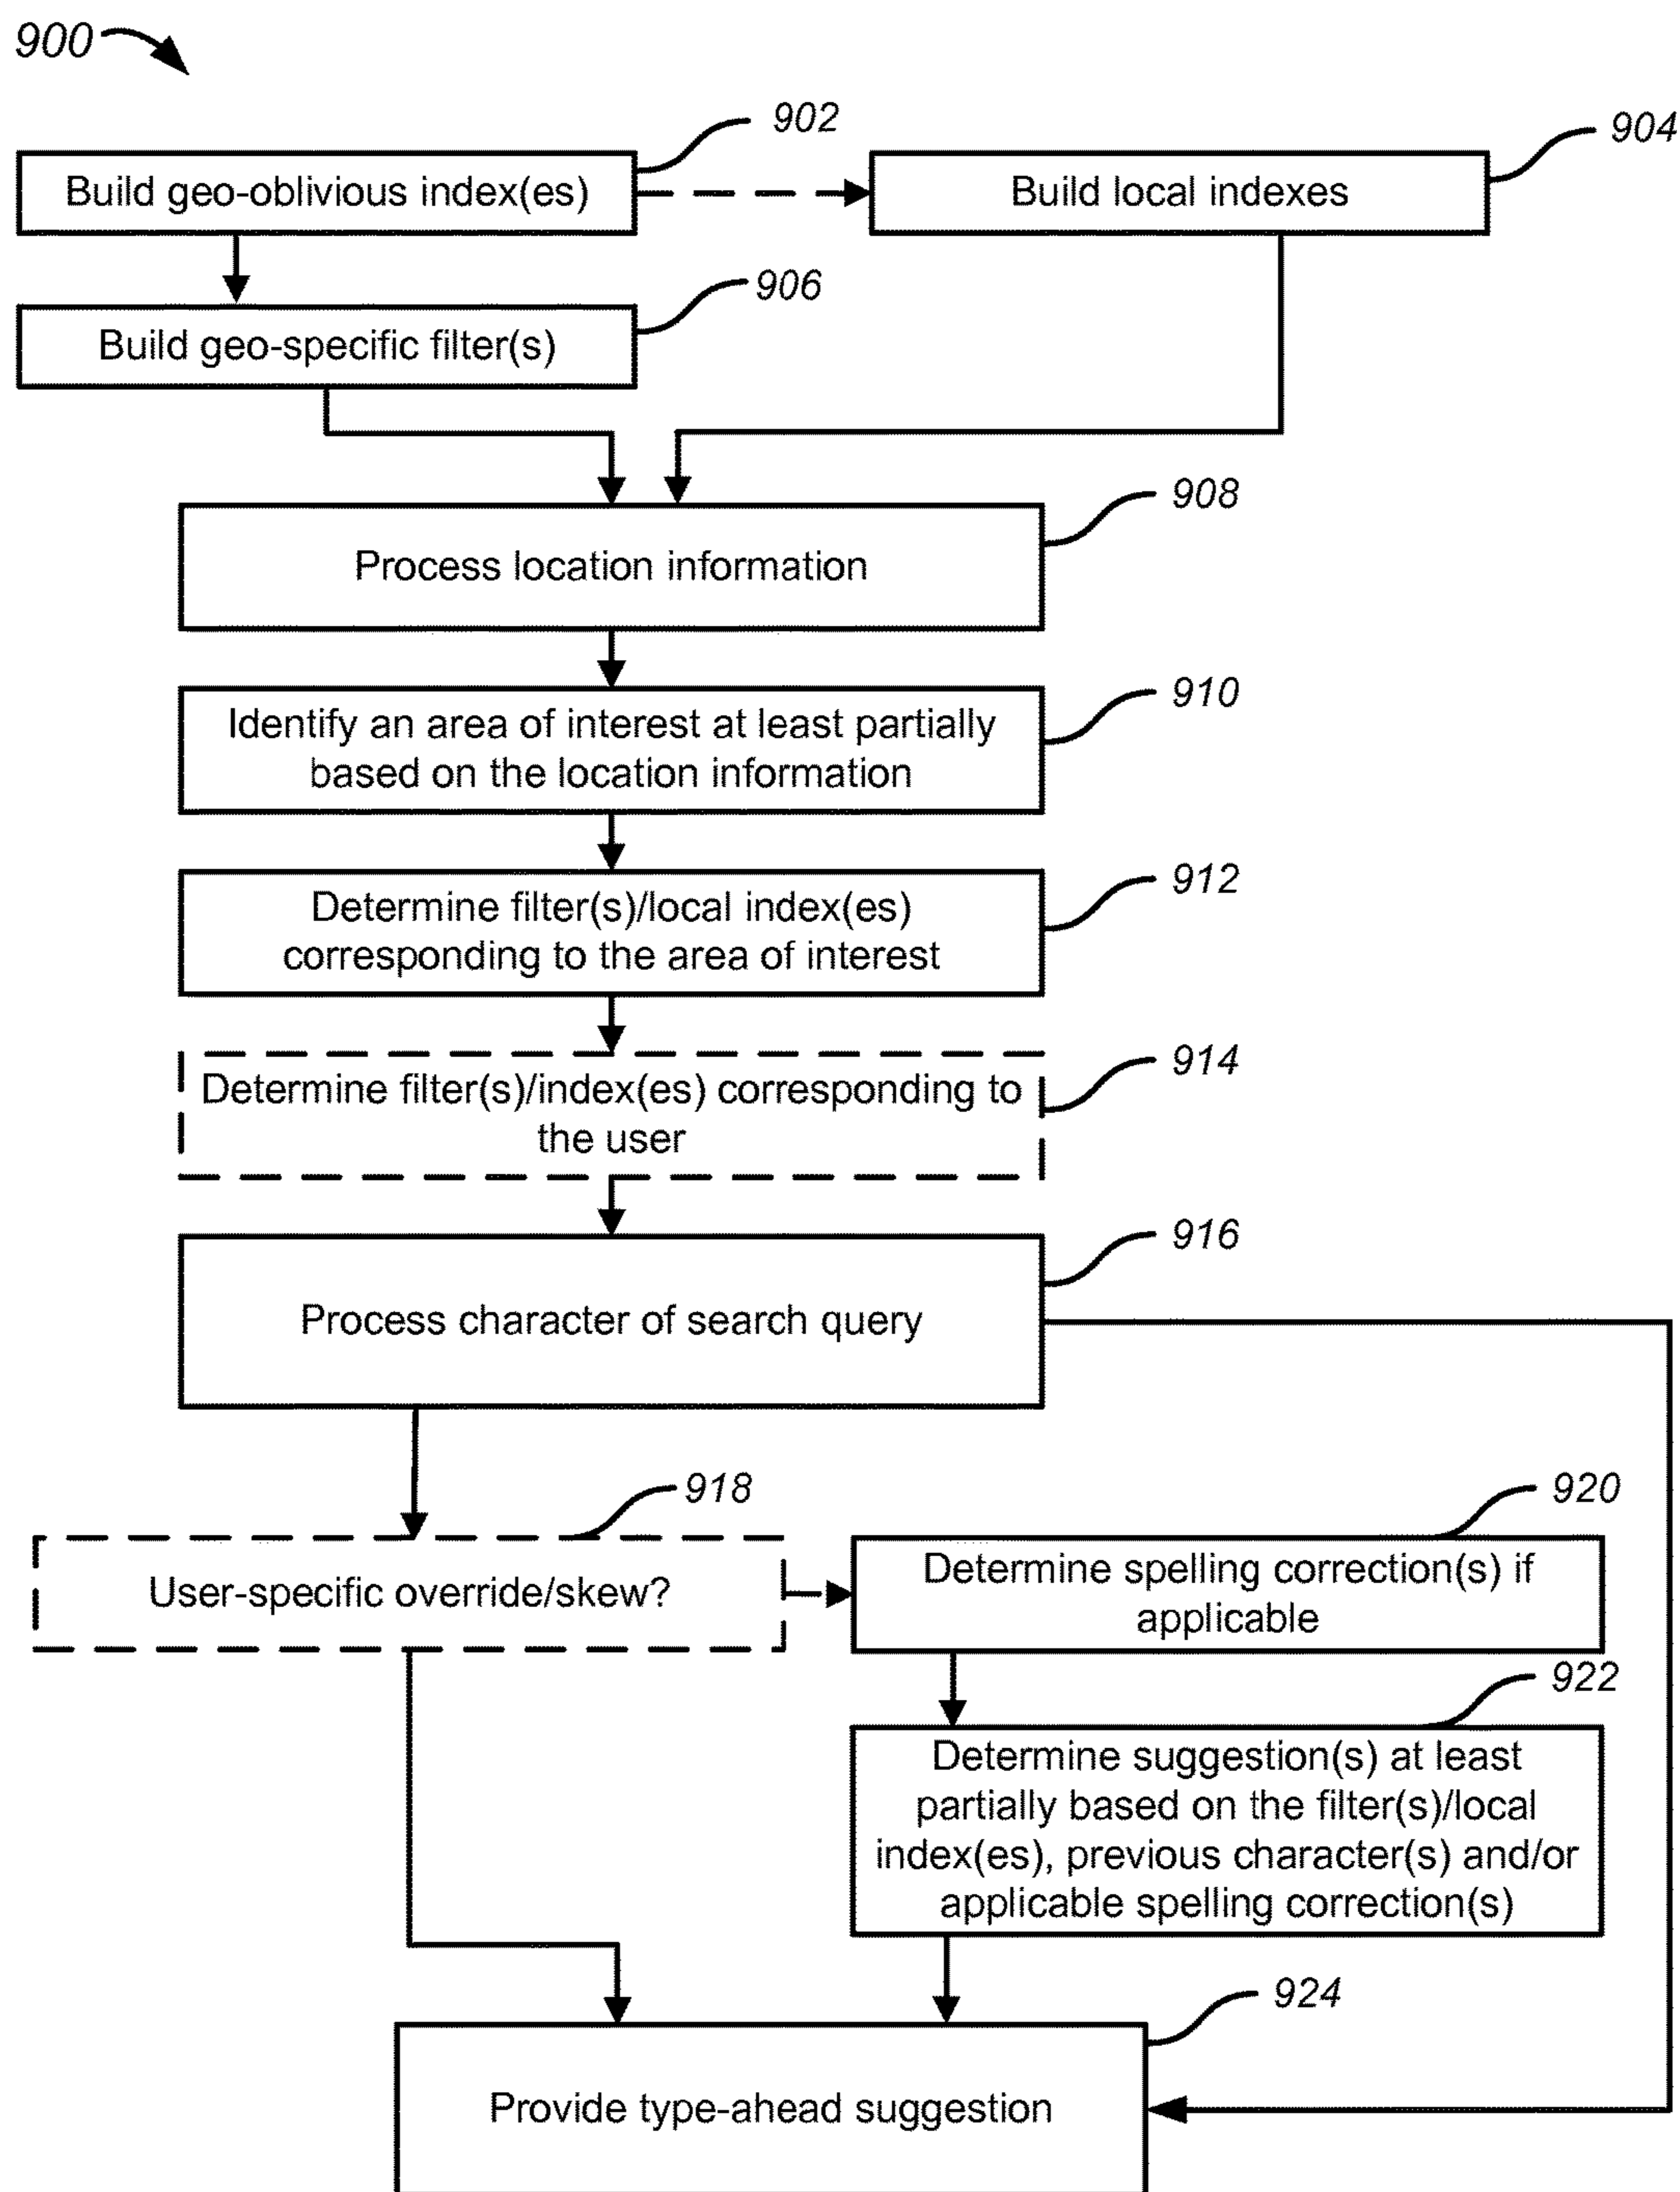 900
902
904
Build geo-oblivious index(es)
Build local indexes
906
Build geo-specific filter(s)
908
Process location information
910
Identify an area of interest at least partially
based on the location information
912
Determine filter(s)/local index(es)
corresponding to the area of interest
914
Determine filter(s)/index(es) corresponding to
the user
916
Process character of search query
918
User-specific override/skew?
920
Determine spelling correction(s) if
applicable
922
Determine suggestion(s) at least
partially based on the filter(s)/local
index(es), previous character(s) and/or
applicable spelling correction(s)
924
Provide type-ahead suggestion